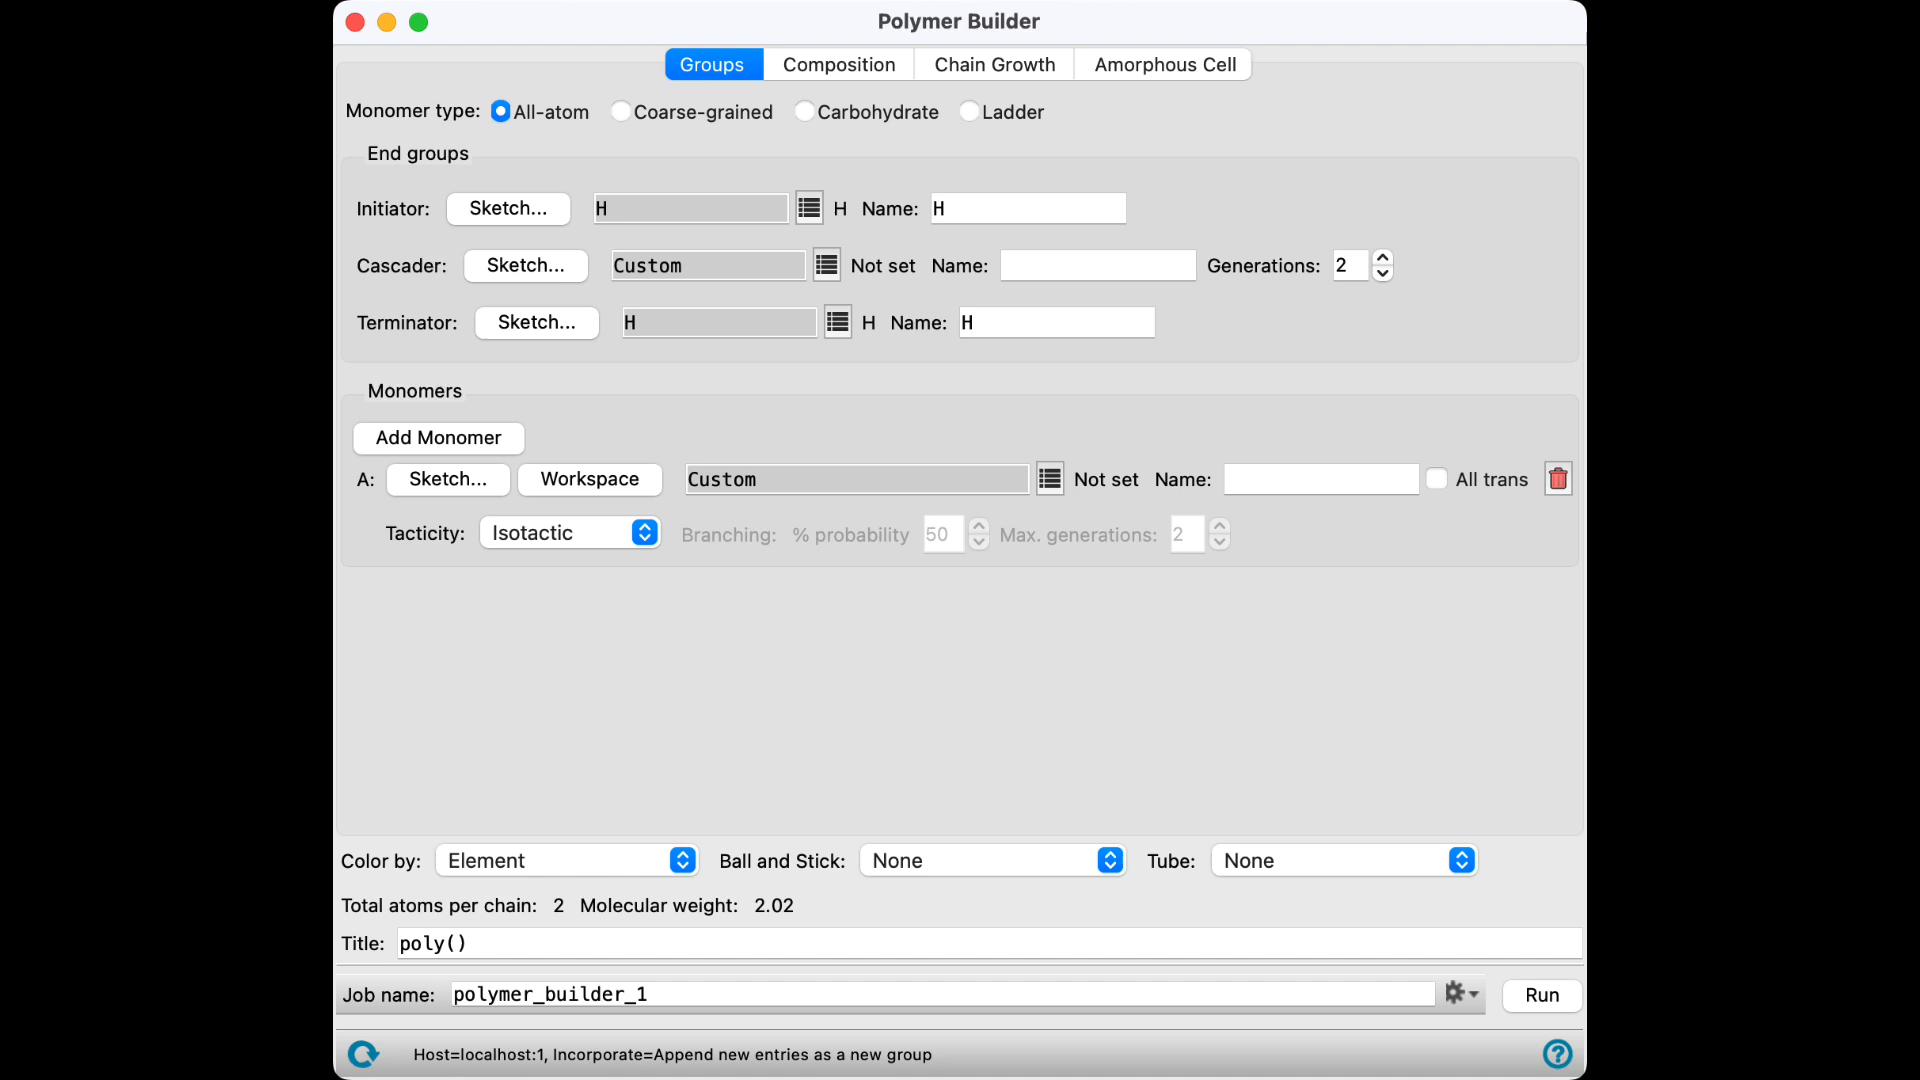 Polymer Builder
Groups Composition Chain Growth Amorphous Cell
Monomer type: All-atom Coarse-grained Carbohydrate Ladder
End groups
Initiator: Sketch... H H Name: H
Cascader: Sketch... Custom Not set Name: Generations: 2
Terminator: Sketch... H H Name: H
Monomers
Add Monomer
A: Sketch... Workspace Custom Not set Name: All trans
Tacticity: Isotactic Branching: % probability 50 Max. generations: 2
Color by: Element Ball and Stick: None Tube: None
Total atoms per chain: 2 Molecular weight: 2.02
Title: poly()
Job name: polymer_builder_1 Run
Host=localhost:1, Incorporate=Append new entries as a new group ?